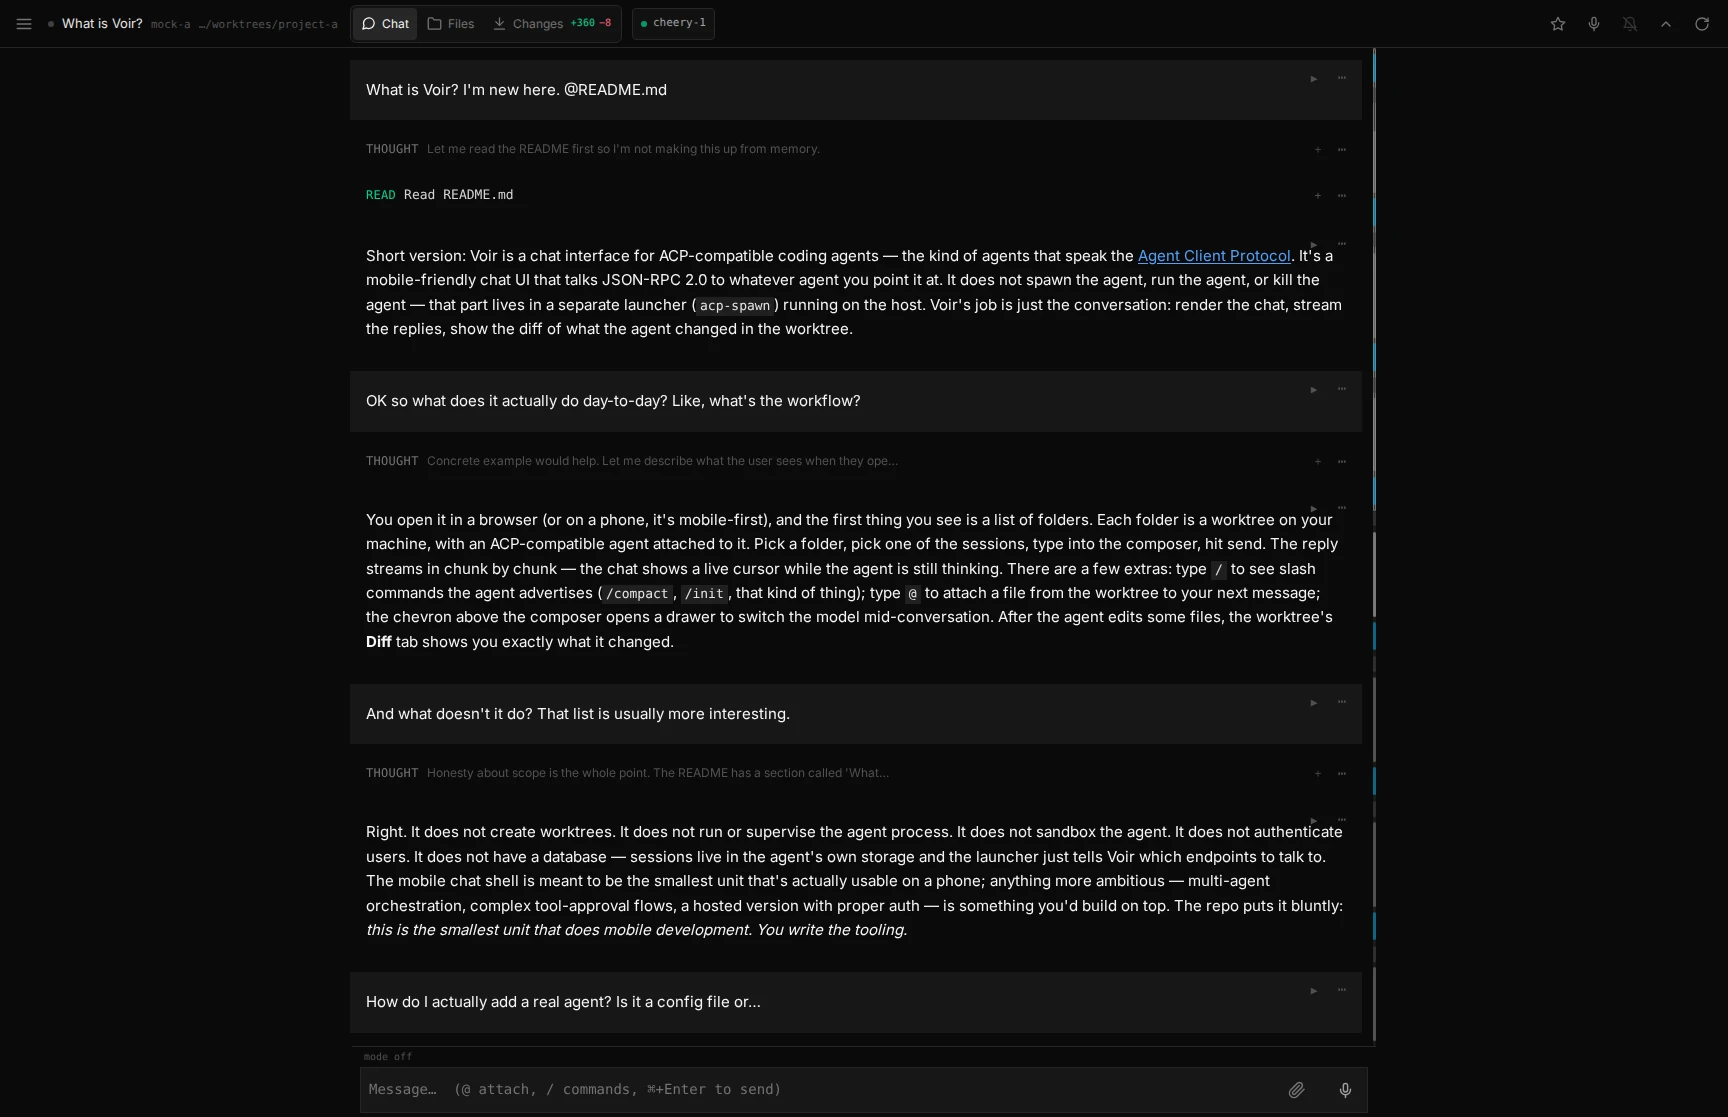 What is Voir? mock-a …/worktrees/project-a Chat Files Changes +360 −8 cheery-1
What is Voir? I'm new here. @README.md
THOUGHT Let me read the README first so I'm not making this up from memory.
READ Read README.md
Short version: Voir is a chat interface for ACP-compatible coding agents — the kind of agents that speak the Agent Client Protocol. It's a
mobile-friendly chat UI that talks JSON-RPC 2.0 to whatever agent you point it at. It does not spawn the agent, run the agent, or kill the
agent — that part lives in a separate launcher (acp-spawn) running on the host. Voir's job is just the conversation: render the chat, stream
the replies, show the diff of what the agent changed in the worktree.
OK so what does it actually do day-to-day? Like, what's the workflow?
THOUGHT Concrete example would help. Let me describe what the user sees when they ope…
You open it in a browser (or on a phone, it's mobile-first), and the first thing you see is a list of folders. Each folder is a worktree on your
machine, with an ACP-compatible agent attached to it. Pick a folder, pick one of the sessions, type into the composer, hit send. The reply
streams in chunk by chunk — the chat shows a live cursor while the agent is still thinking. There are a few extras: type / to see slash
commands the agent advertises (/compact, /init, that kind of thing); type @ to attach a file from the worktree to your next message;
the chevron above the composer opens a drawer to switch the model mid-conversation. After the agent edits some files, the worktree's
Diff tab shows you exactly what it changed.
And what doesn't it do? That list is usually more interesting.
THOUGHT Honesty about scope is the whole point. The README has a section called 'What…
Right. It does not create worktrees. It does not run or supervise the agent process. It does not sandbox the agent. It does not authenticate
users. It does not have a database — sessions live in the agent's own storage and the launcher just tells Voir which endpoints to talk to.
The mobile chat shell is meant to be the smallest unit that's actually usable on a phone; anything more ambitious — multi-agent
orchestration, complex tool-approval flows, a hosted version with proper auth — is something you'd build on top. The repo puts it bluntly:
this is the smallest unit that does mobile development. You write the tooling.
How do I actually add a real agent? Is it a config file or…
mode off
Message… (@ attach, / commands, ⌘+Enter to send)